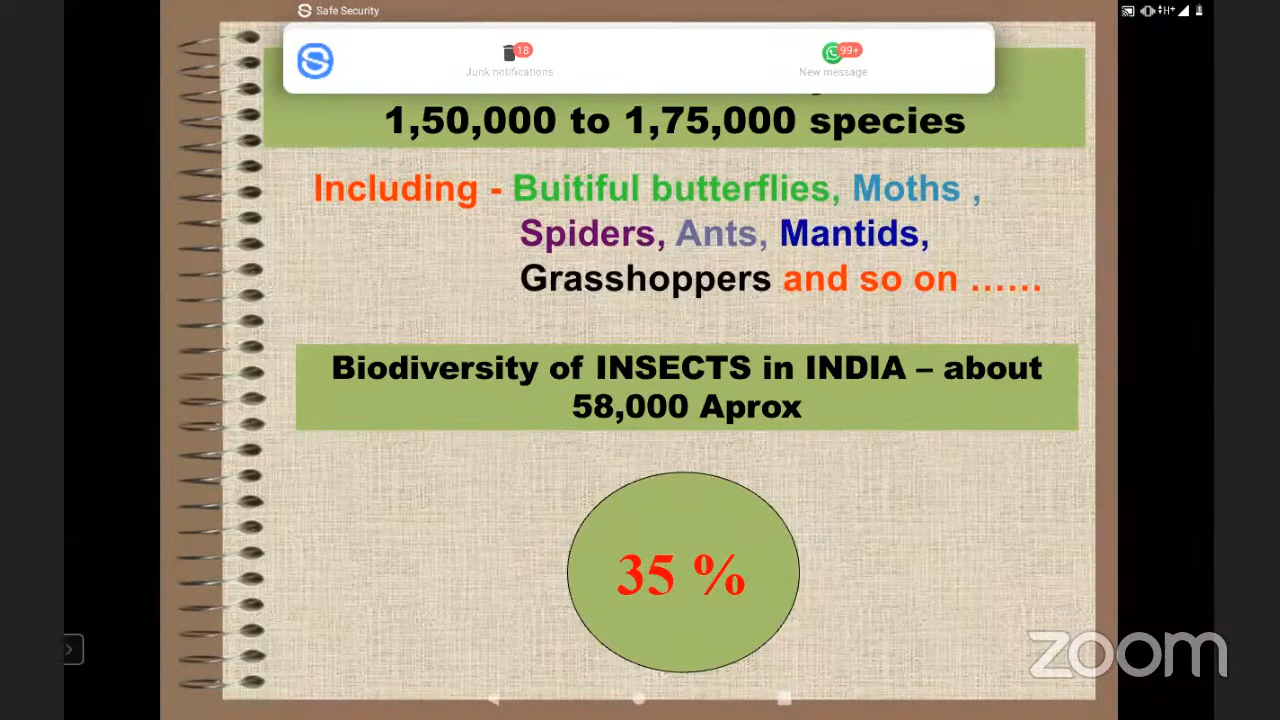 Safe Security
H+
18
99+
Junk notifications
New message
1,50,000 to 1,75,000 species
Including - Buitiful butterflies, Moths ,
Spiders, Ants, Mantids,
Grasshoppers and so on ……
Biodiversity of INSECTS in INDIA – about
58,000 Aprox
35 %
zoom